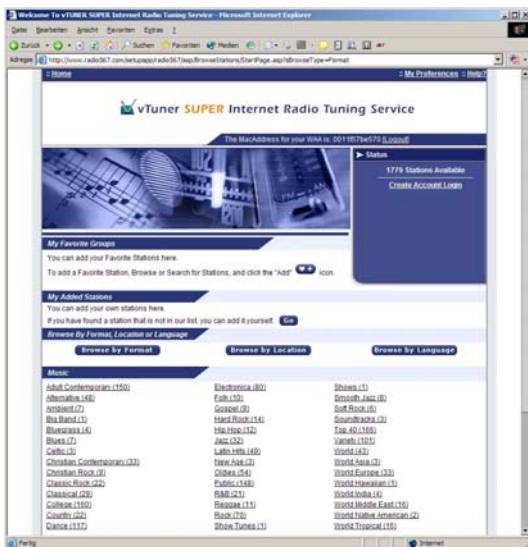 Welcome To vTUNER SUPER Internet Radio Tuning Service - Microsoft Internet Explorer
Datei Bearbeiten Ansicht Favoriten Extras ?
Zurück Suchen Favoriten Medien
Adresse http://www.radio567.com/setupapp/radio567/asp/BrowseStations/StartPage.asp?sBrowseType=Format
:: Home :: My Preferences :: Help?
vTuner SUPER Internet Radio Tuning Service
The MacAddress for your WAA is: 0011f57be570 [Logout]
Status
1779 Stations Available
Create Account Login
My Favorite Groups
You can add your Favorite Stations here.
To add a Favorite Station, Browse or Search for Stations, and click the "Add" icon.
My Added Stations
You can add your own stations here.
If you have found a station that is not in our list, you can add it yourself. Go
Browse By Format, Location or Language
Browse by Format Browse by Location Browse by Language
Music
Adult Contemporary (150) Electronica (80) Shows (1)
Alternative (48) Folk (10) Smooth Jazz (8)
Ambient (7) Gospel (9) Soft Rock (6)
Big Band (1) Hard Rock (14) Soundtracks (3)
Bluegrass (4) Hip Hop (12) Top 40 (166)
Blues (7) Jazz (32) Variety (101)
Celtic (3) Latin Hits (49) World (43)
Christian Contemporary (33) New Age (3) World Asia (3)
Christian Rock (9) Oldies (54) World Europe (33)
Classic Rock (22) Public (148) World Hawaiian (1)
Classical (29) R&B (21) World India (4)
College (160) Reggae (11) World Middle East (16)
Country (22) Rock (70) World Native American (2)
Dance (117) Show Tunes (1) World Tropical (16)
Fertig Internet